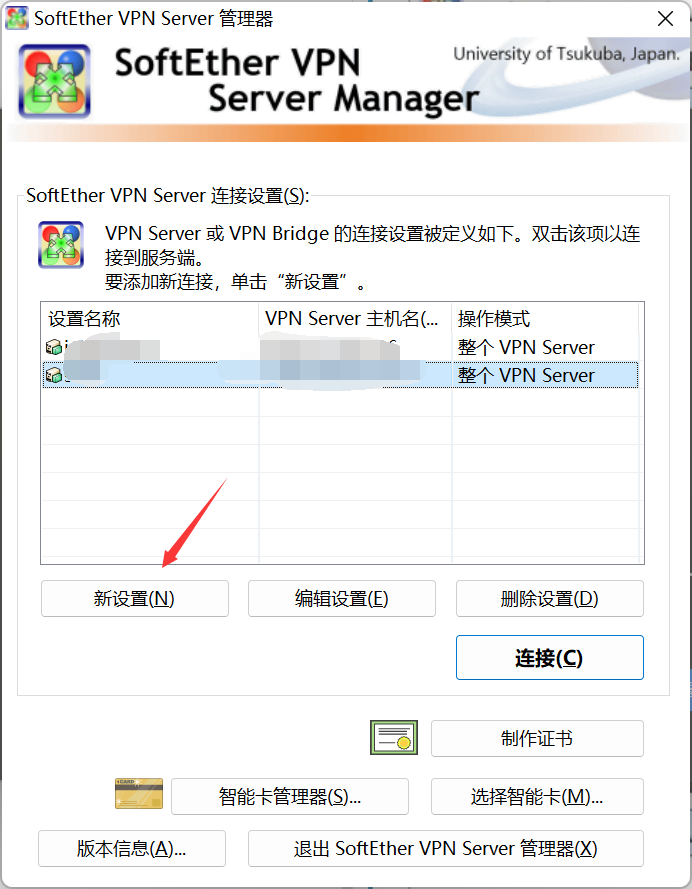 SoftEther VPN Server 管理器
SoftEther VPN
Server Manager
University of Tsukuba, Japan.
SoftEther VPN Server 连接设置(S):
VPN Server 或 VPN Bridge 的连接设置被定义如下。双击该项以连
接到服务端。
要添加新连接，单击“新设置”。
设置名称 VPN Server 主机名(... 操作模式
整个 VPN Server
整个 VPN Server
新设置(N) 编辑设置(E) 删除设置(D)
连接(C)
制作证书
智能卡管理器(S)... 选择智能卡(M)...
版本信息(A)... 退出 SoftEther VPN Server 管理器(X)